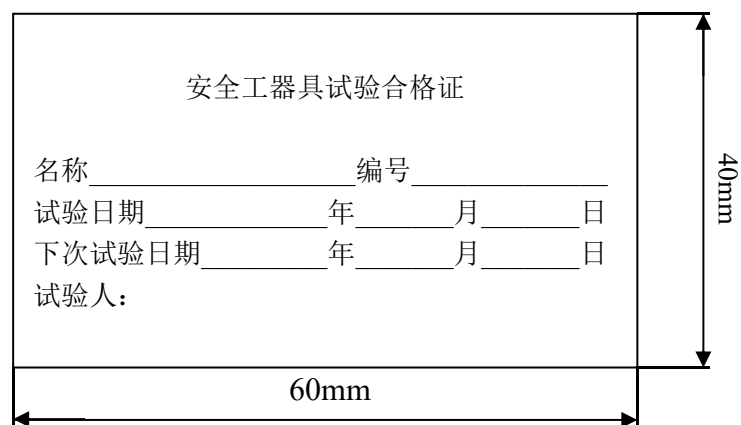 安全工器具试验合格证
名称___________________编号______________
试验日期_____________年_______月_______日
下次试验日期_________年_______月_______日
试验人：
40mm
60mm